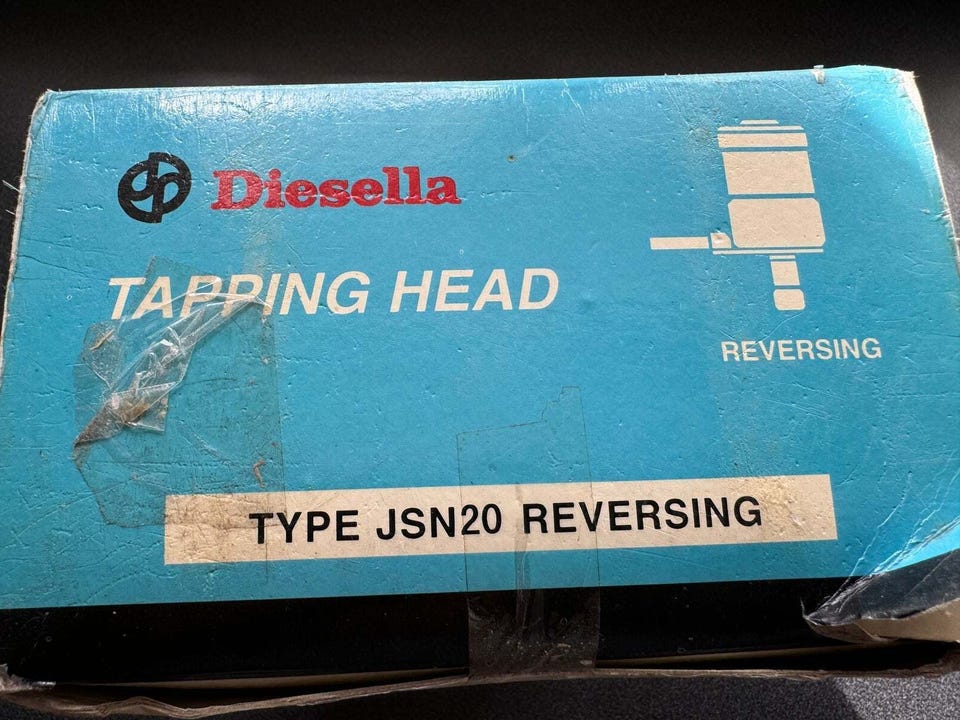 Diesella
TAPPING HEAD
REVERSING
TYPE JSN20 REVERSING